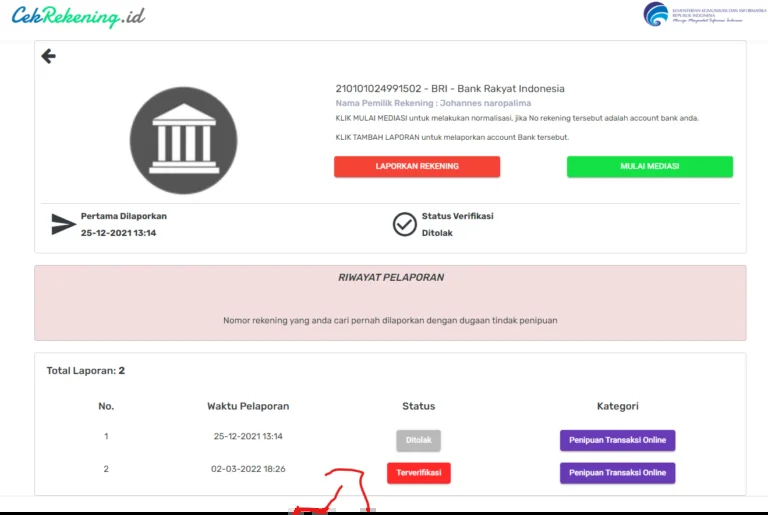 CekRekening.id
KEMENTERIAN KOMUNIKASI DAN INFORMATIKA
REPUBLIK INDONESIA
Menuju Masyarakat Informasi Indonesia
210101024991502 - BRI - Bank Rakyat Indonesia
Nama Pemilik Rekening : Johannes naropalima
KLIK MULAI MEDIASI untuk melakukan normalisasi, jika No rekening tersebut adalah account bank anda.
KLIK TAMBAH LAPORAN untuk melaporkan account Bank tersebut.
LAPORKAN REKENING
MULAI MEDIASI
Pertama Dilaporkan
25-12-2021 13:14
Status Verifikasi
Ditolak
RIWAYAT PELAPORAN
Nomor rekening yang anda cari pernah dilaporkan dengan dugaan tindak penipuan
Total Laporan: 2
No. Waktu Pelaporan Status Kategori
1 25-12-2021 13:14 Ditolak Penipuan Transaksi Online
2 02-03-2022 18:26 Terverifikasi Penipuan Transaksi Online